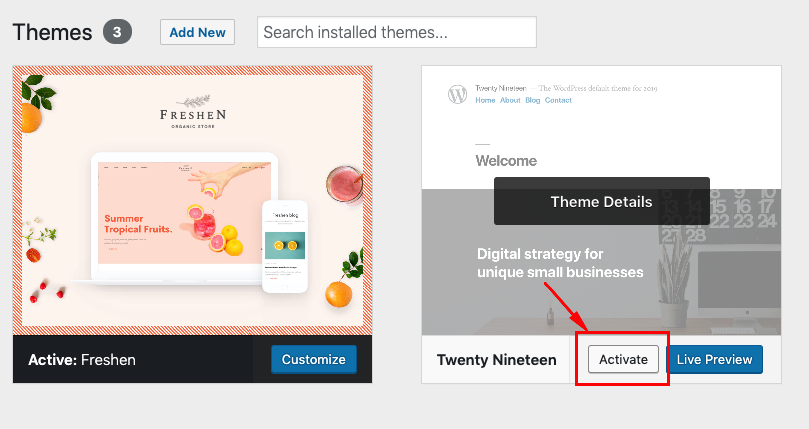 Themes 3 Add New Search installed themes...
FRESHEN
ORGANIC STORE
Summer
Tropical Fruits.
Freshen blog
Active: Freshen Customize
Twenty Nineteen — The WordPress default theme for 2019
Home About Blog Contact
Welcome
Theme Details
Digital strategy for
unique small businesses
Twenty Nineteen Activate Live Preview